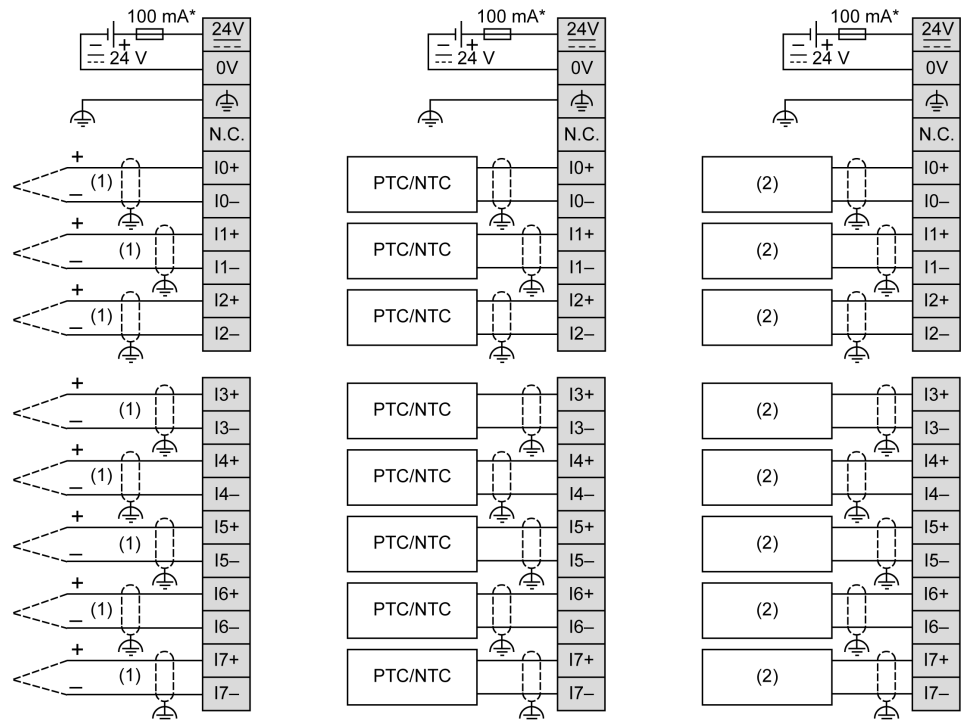 100 mA* 24V 100 mA* 24V 100 mA* 24V
– + – + – +
24 V 0V 24 V 0V 24 V 0V
N.C. N.C. N.C.
+ (1) I0+ PTC/NTC I0+ (2) I0+
– I0– I0– I0–
+ (1) I1+ PTC/NTC I1+ (2) I1+
– I1– I1– I1–
+ (1) I2+ PTC/NTC I2+ (2) I2+
– I2– I2– I2–
+ (1) I3+ PTC/NTC I3+ (2) I3+
– I3– I3– I3–
+ (1) I4+ PTC/NTC I4+ (2) I4+
– I4– I4– I4–
+ (1) I5+ PTC/NTC I5+ (2) I5+
– I5– I5– I5–
+ (1) I6+ PTC/NTC I6+ (2) I6+
– I6– I6– I6–
+ (1) I7+ PTC/NTC I7+ (2) I7+
– I7– I7– I7–